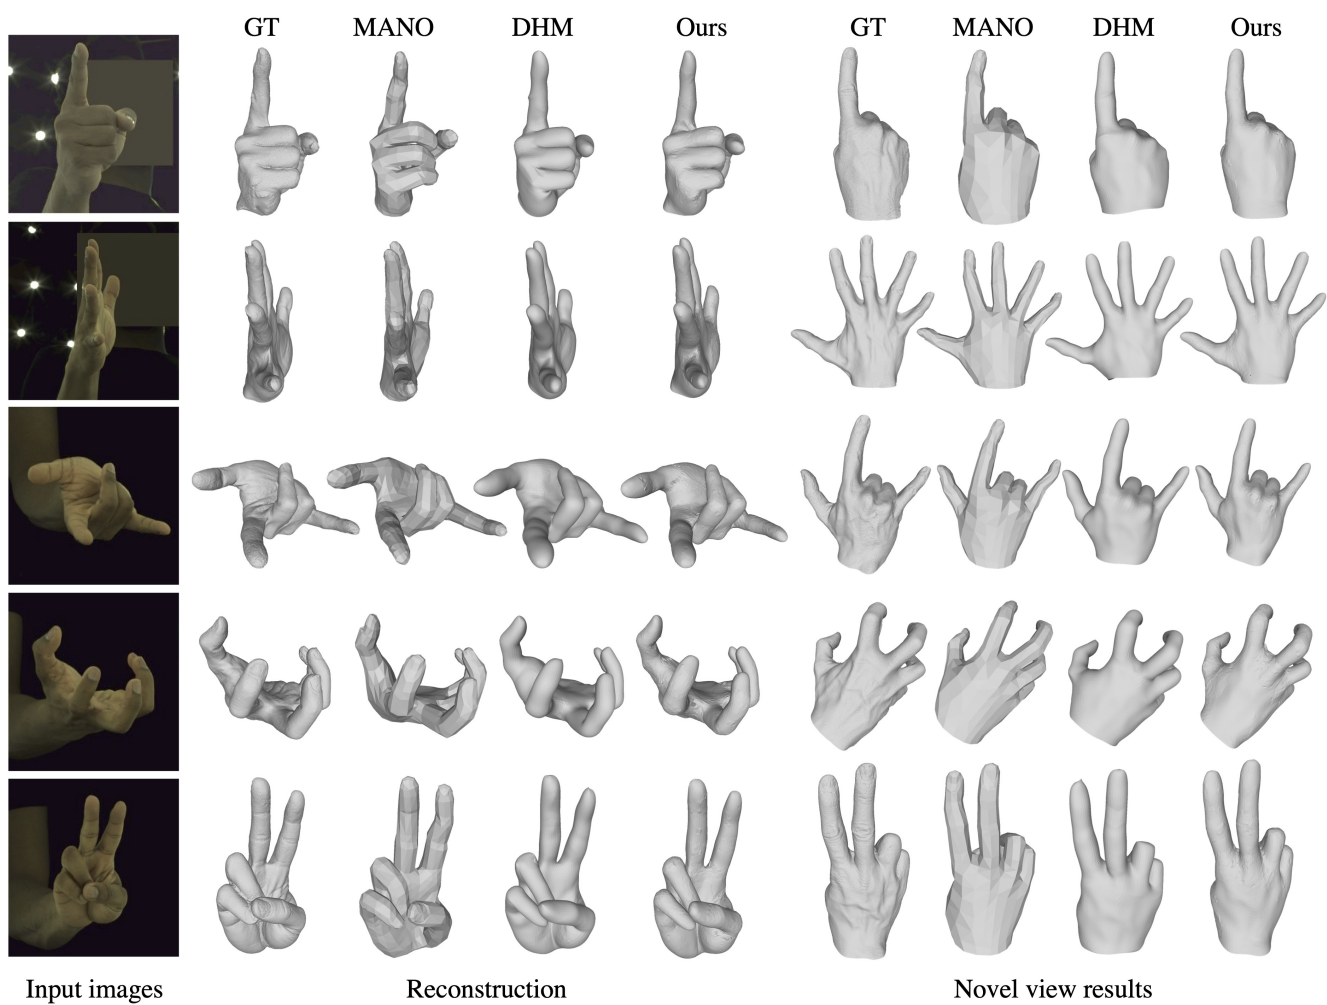 GT MANO DHM Ours GT MANO DHM Ours
Input images Reconstruction Novel view results